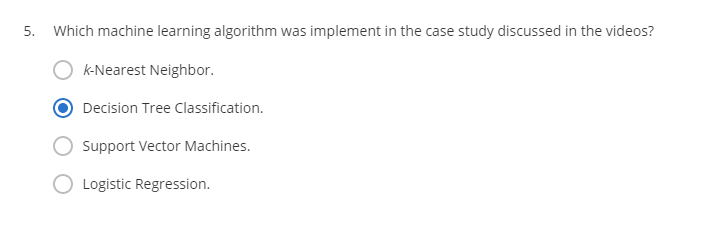 5. Which machine learning algorithm was implement in the case study discussed in the videos?
k-Nearest Neighbor.
Decision Tree Classification.
Support Vector Machines.
Logistic Regression.